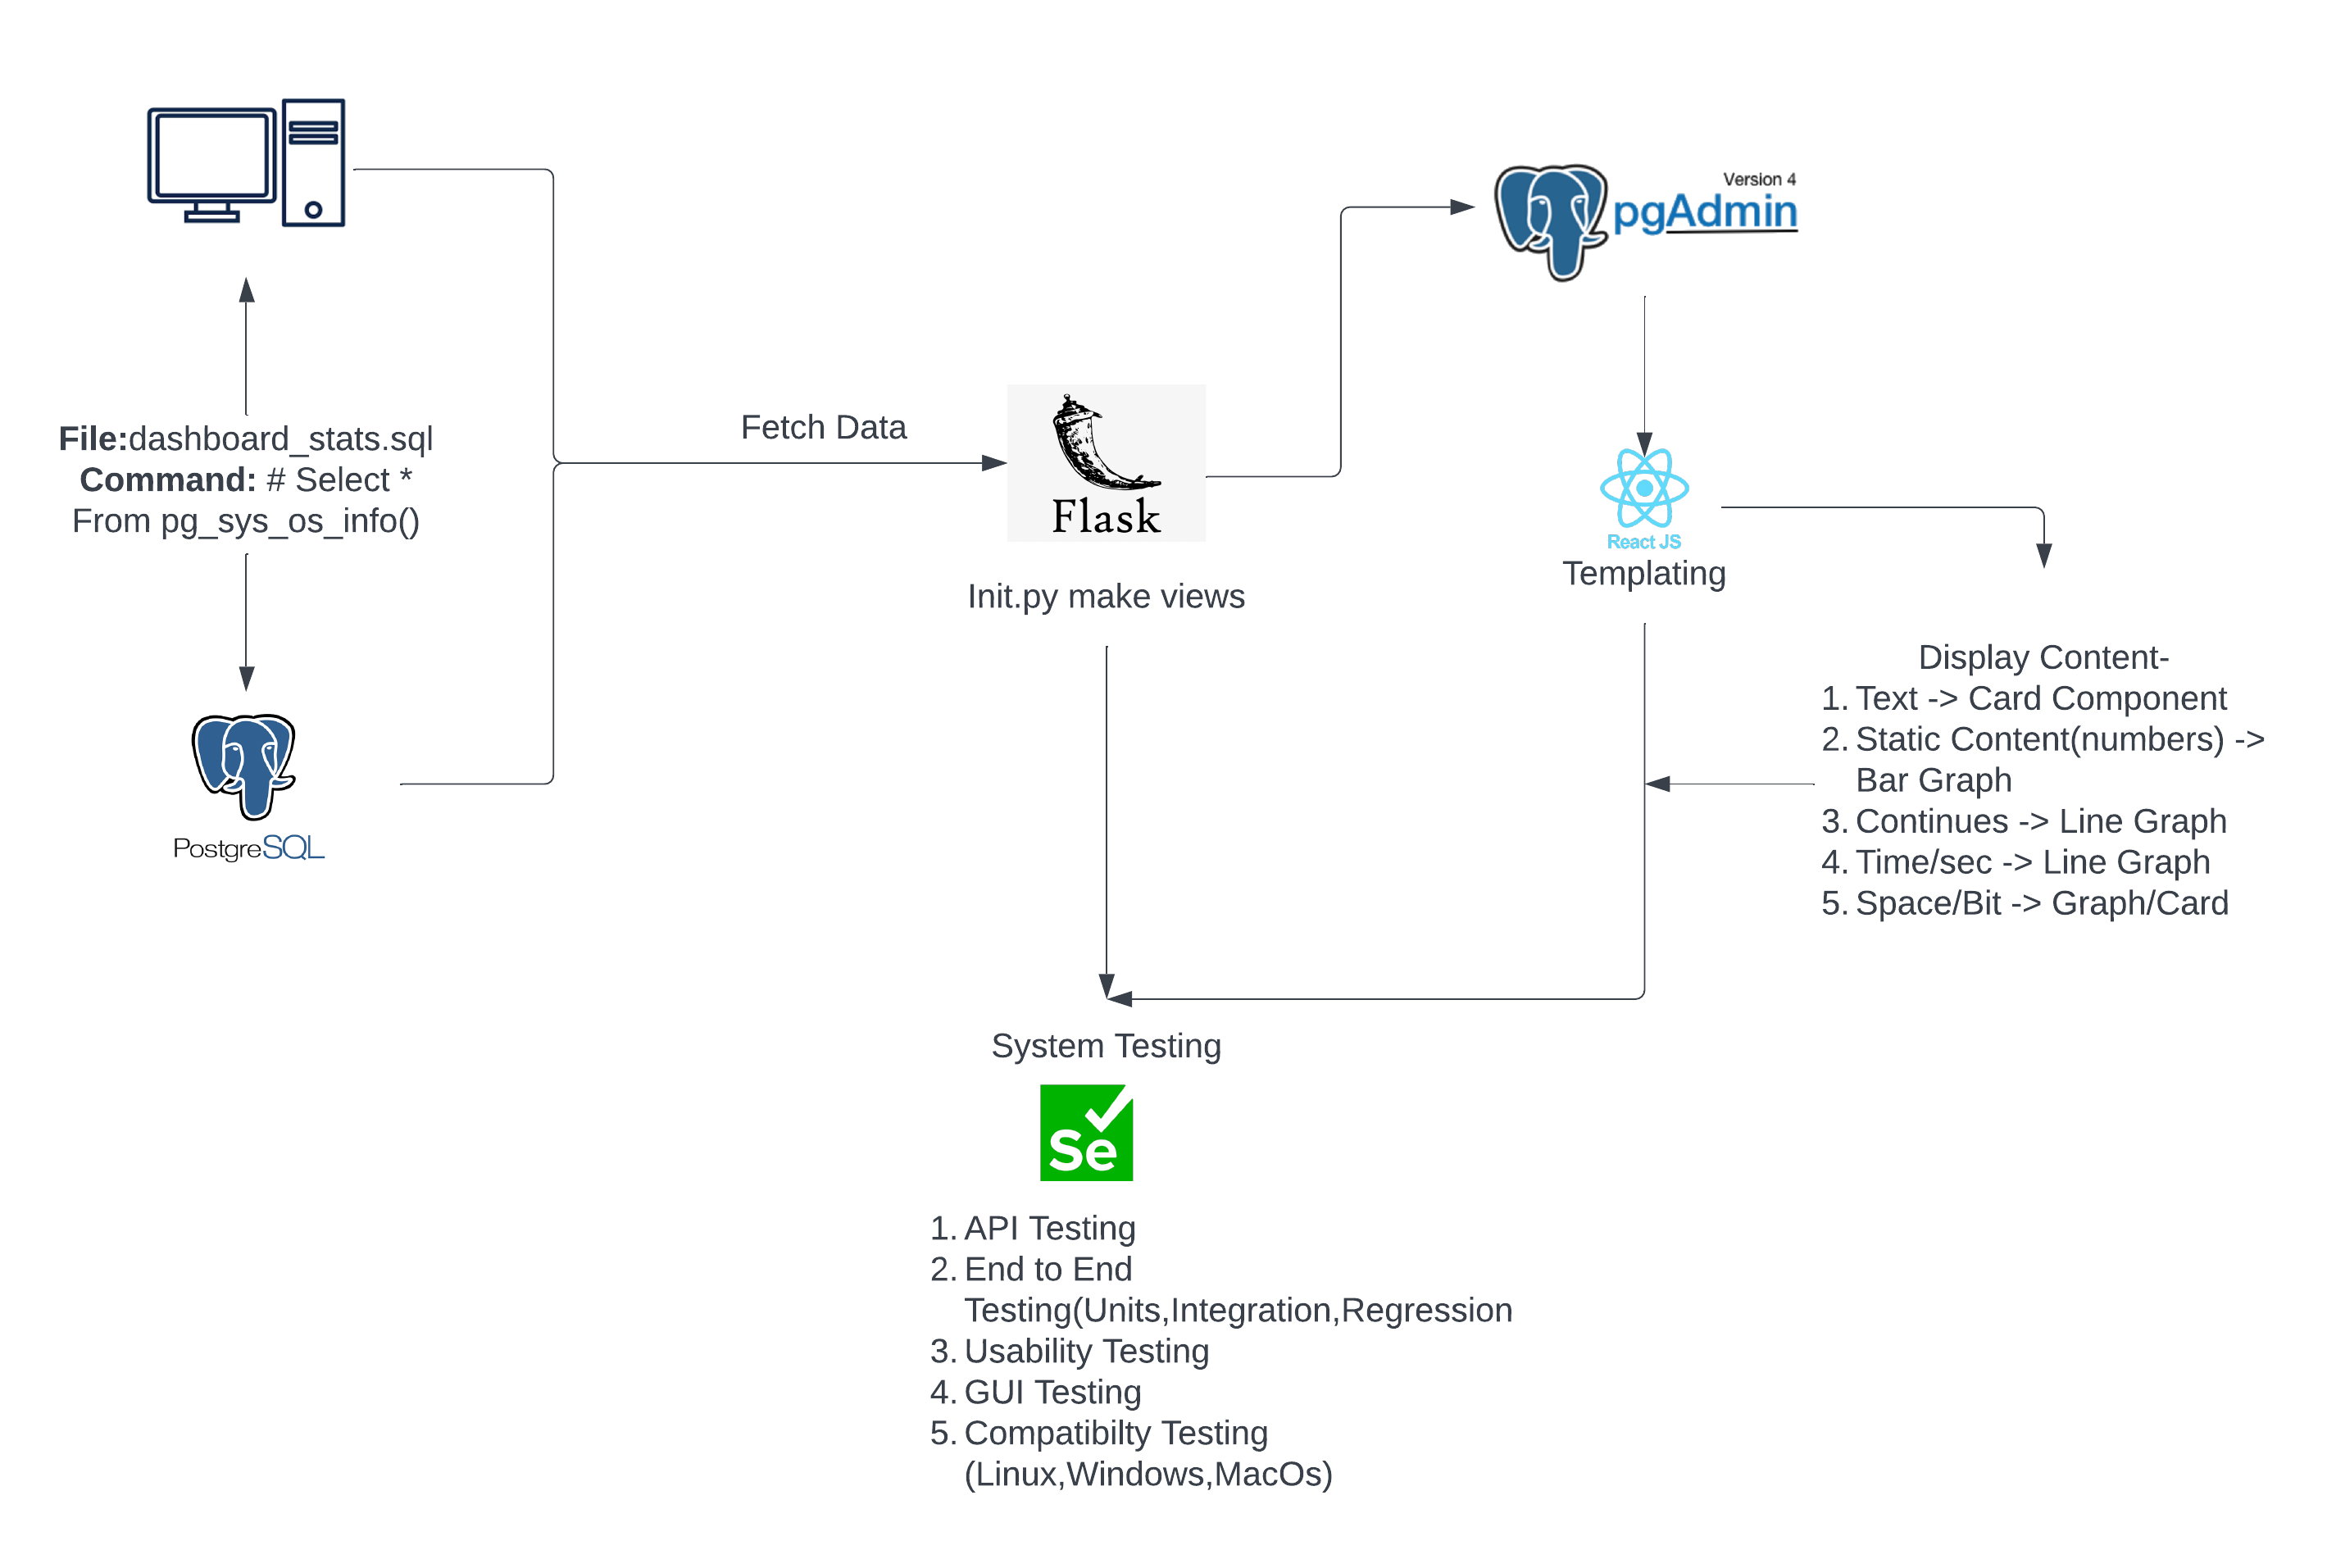 Version 4
pgAdmin
File:dashboard_stats.sql
Command: # Select *
From pg_sys_os_info()
Fetch Data
Flask
Init.py make views
React JS
Templating
PostgreSQL
Display Content-
1. Text -> Card Component
2. Static Content(numbers) ->
Bar Graph
3. Continues -> Line Graph
4. Time/sec -> Line Graph
5. Space/Bit -> Graph/Card
System Testing
Se
1. API Testing
2. End to End
Testing(Units,Integration,Regression
3. Usability Testing
4. GUI Testing
5. Compatibilty Testing
(Linux,Windows,MacOs)